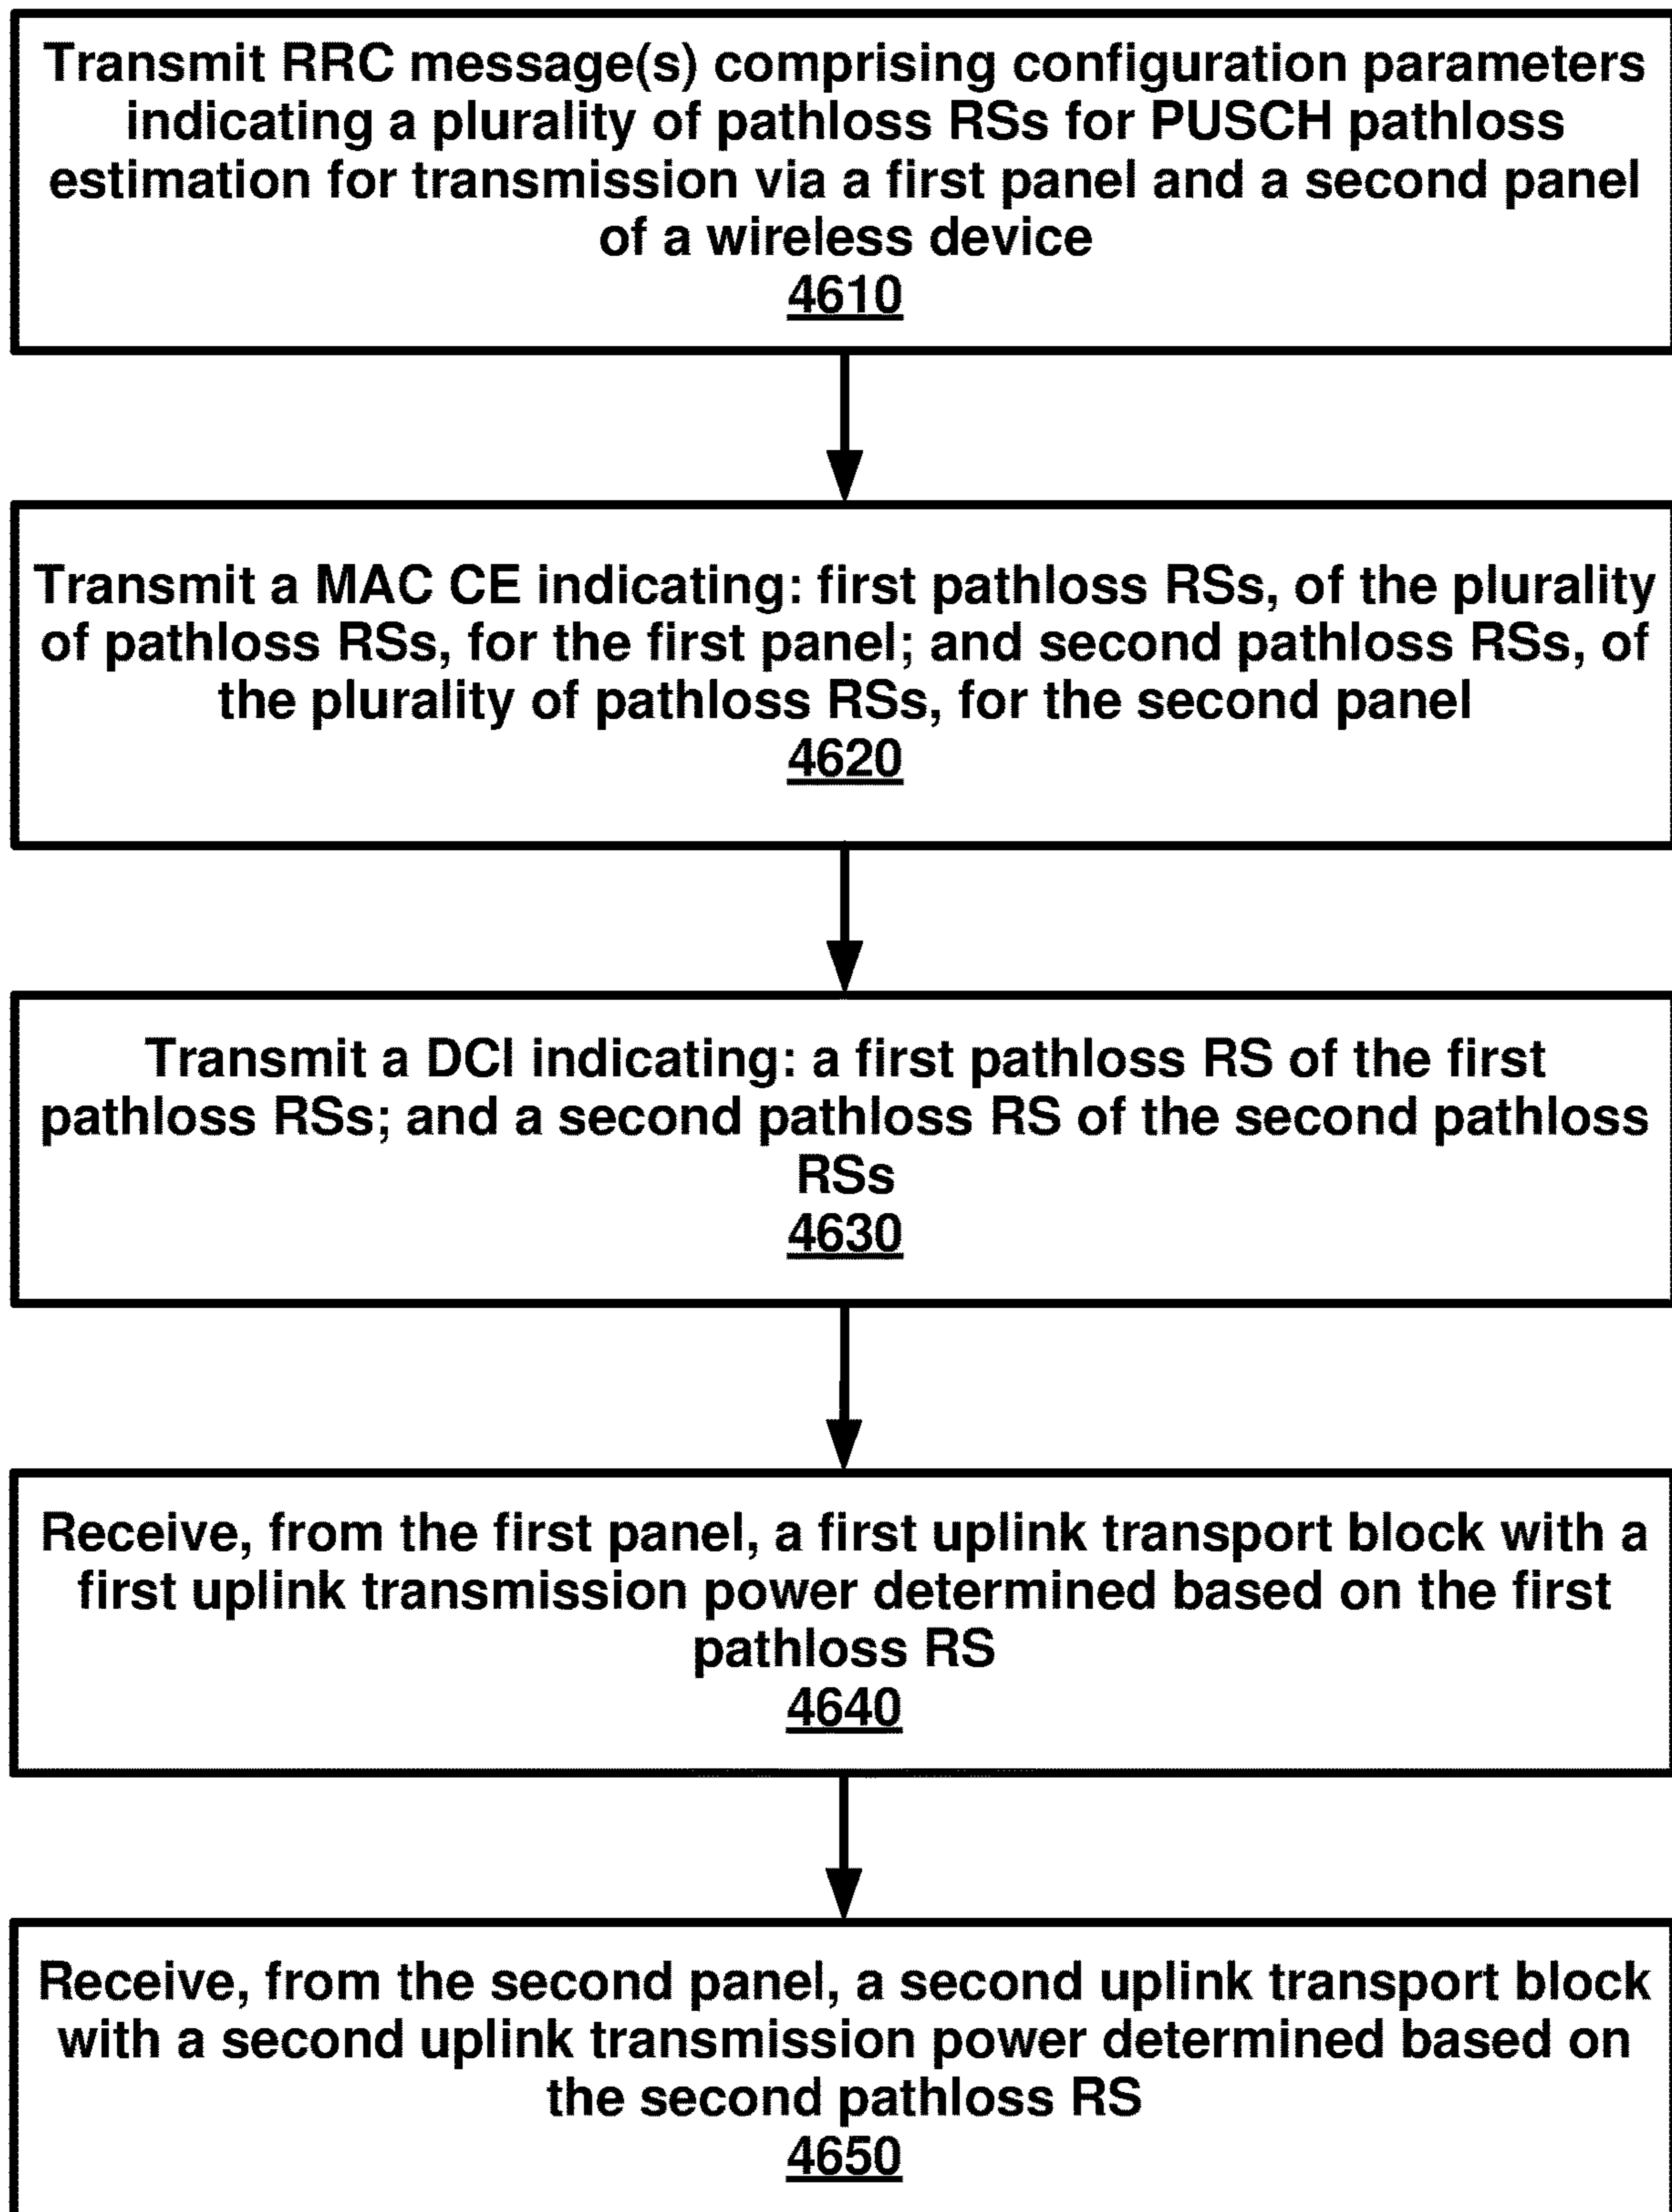 Transmit RRC message(s) comprising configuration parameters
indicating a plurality of pathloss RSs for PUSCH pathloss
estimation for transmission via a first panel and a second panel
of a wireless device
4610
Transmit a MAC CE indicating: first pathloss RSs, of the plurality
of pathloss RSs, for the first panel; and second pathloss RSs, of
the plurality of pathloss RSs, for the second panel
4620
Transmit a DCI indicating: a first pathloss RS of the first
pathloss RSs; and a second pathloss RS of the second pathloss
RSs
4630
Receive, from the first panel, a first uplink transport block with a
first uplink transmission power determined based on the first
pathloss RS
4640
Receive, from the second panel, a second uplink transport block
with a second uplink transmission power determined based on
the second pathloss RS
4650